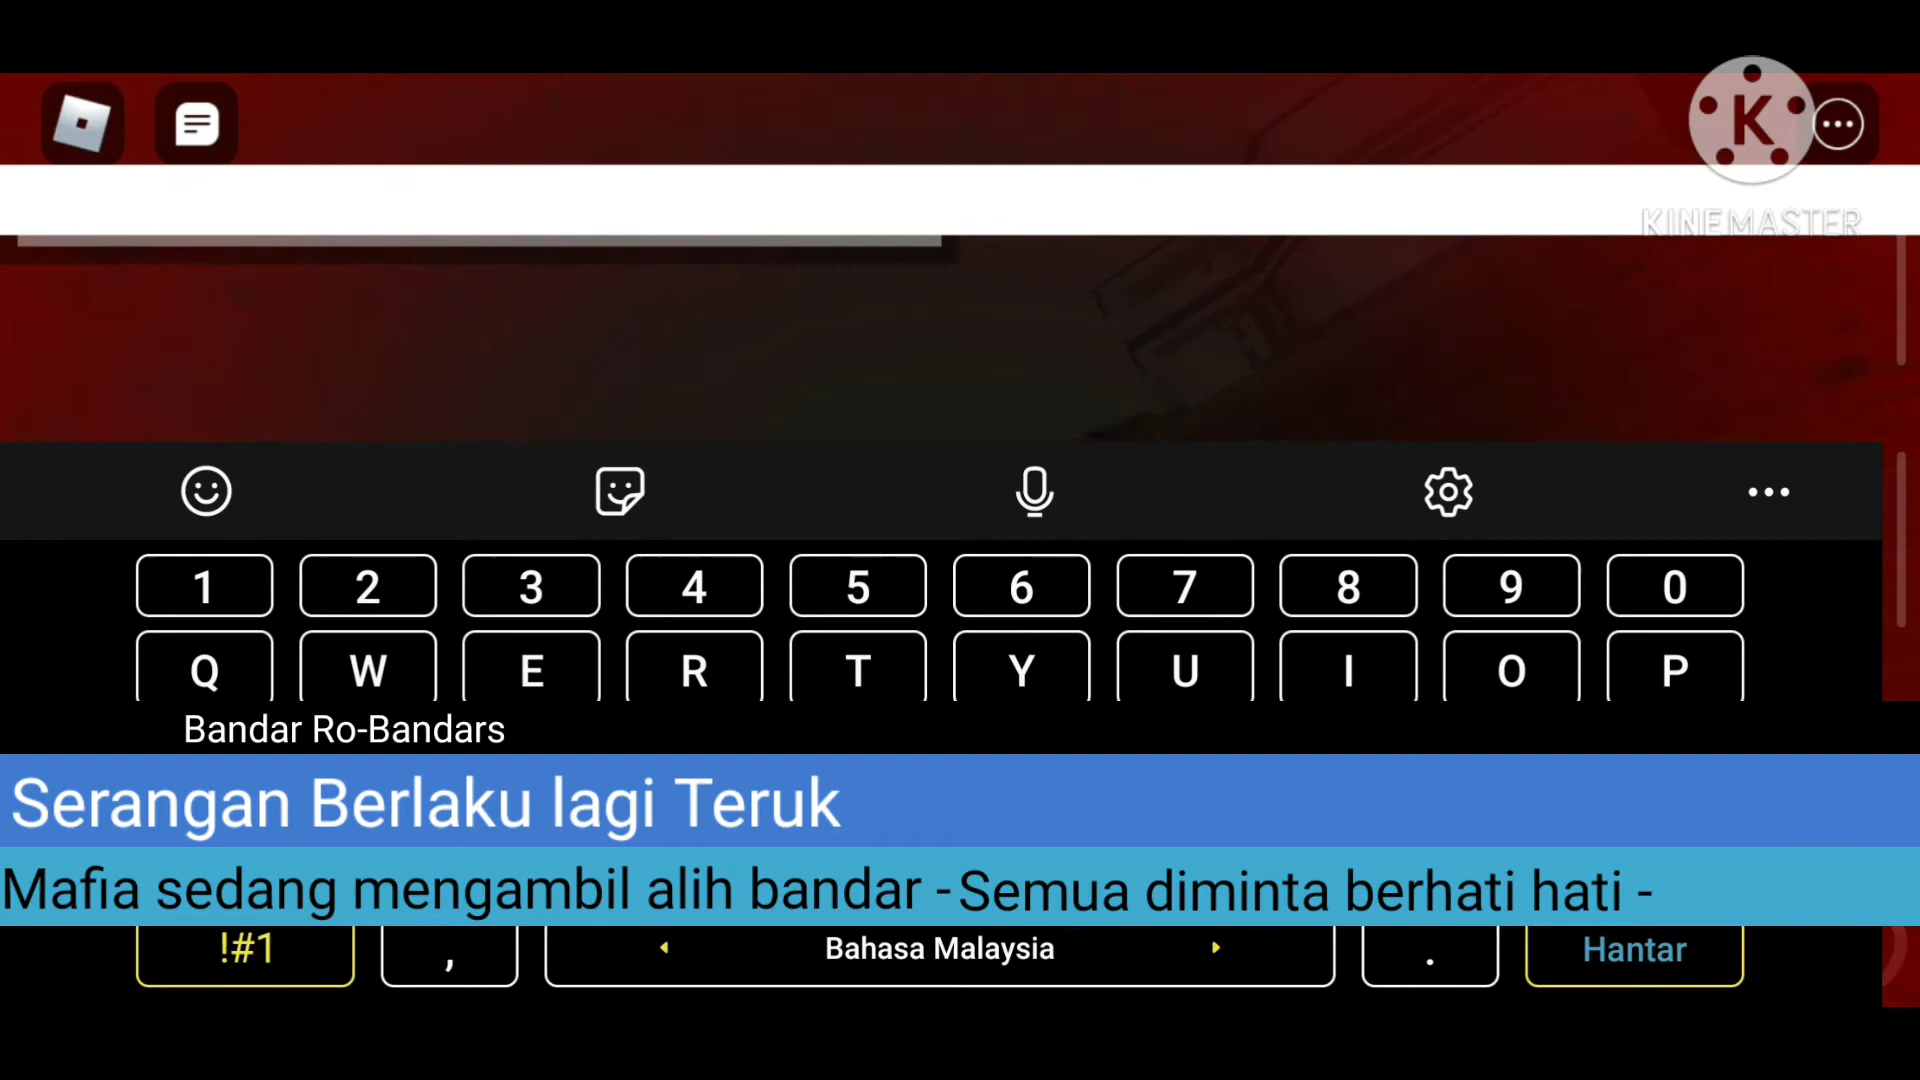 K
KINEMASTER
1 2 3 4 5 6 7 8 9 0
Q W E R T Y U I O P
Bandar Ro-Bandars
Serangan Berlaku lagi Teruk
Mafia sedang mengambil alih bandar - Semua diminta berhati hati -
!#1 , Bahasa Malaysia . Hantar